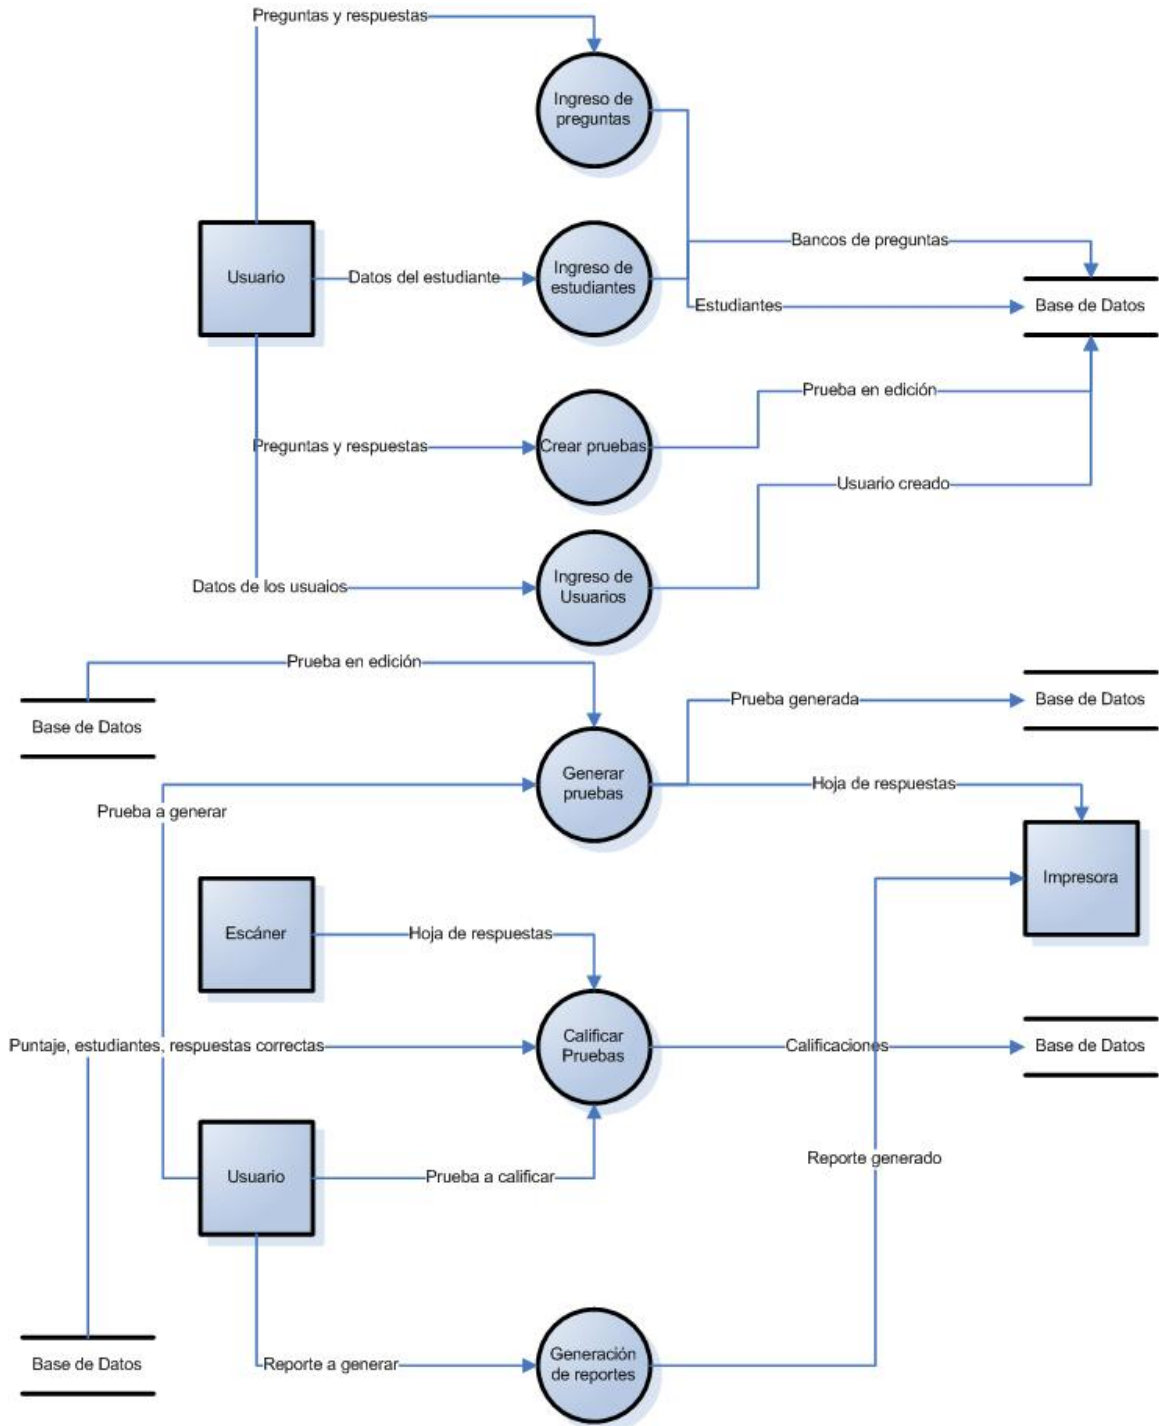 Preguntas y respuestas
Ingreso de
preguntas
Bancos de preguntas
Usuario
Datos del estudiante
Ingreso de
estudiantes
Estudiantes
Base de Datos
Prueba en edición
Preguntas y respuestas
Crear pruebas
Usuario creado
Datos de los usuaios
Ingreso de
Usuarios
Prueba en edición
Base de Datos
Prueba generada
Base de Datos
Generar
pruebas
Hoja de respuestas
Prueba a generar
Impresora
Escáner
Hoja de respuestas
Puntaje, estudiantes, respuestas correctas
Calificar
Pruebas
Calificaciones
Base de Datos
Usuario
Prueba a calificar
Reporte generado
Base de Datos
Reporte a generar
Generación
de reportes